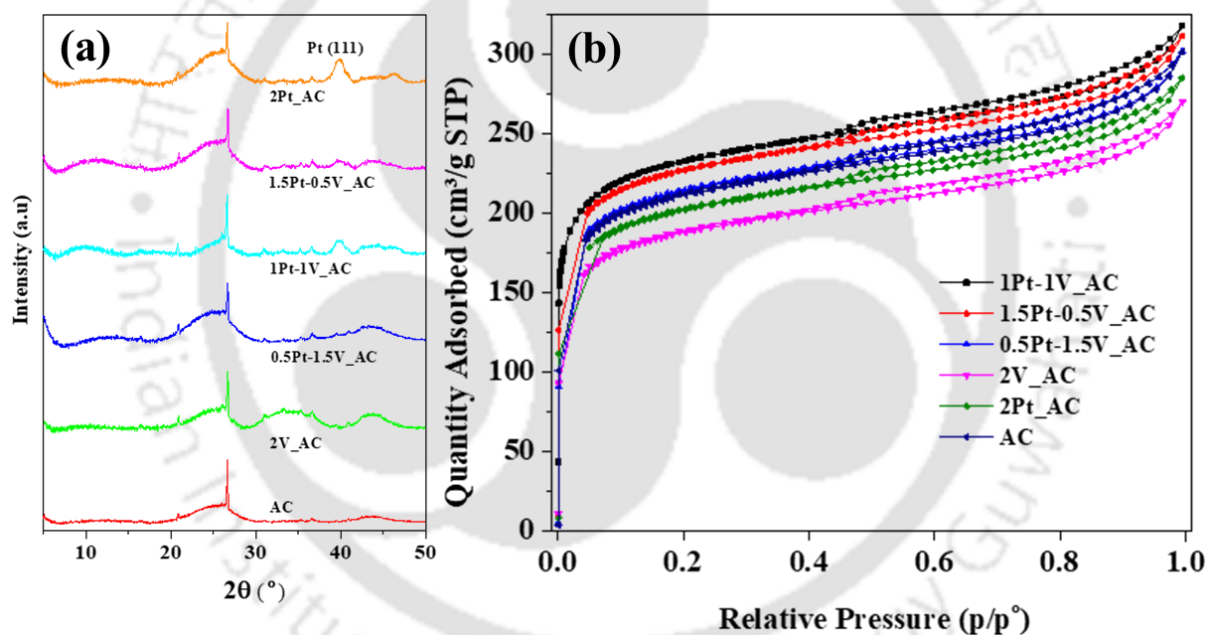 (a)
Pt (111)
2Pt_AC
1.5Pt-0.5V_AC
1Pt-1V_AC
0.5Pt-1.5V_AC
2V_AC
AC
Intensity (a.u)
10 20 30 40 50
2θ (°)
(b)
300
250
200
150
100
50
0
Quantity Adsorbed (cm³/g STP)
1Pt-1V_AC
1.5Pt-0.5V_AC
0.5Pt-1.5V_AC
2V_AC
2Pt_AC
AC
0.0 0.2 0.4 0.6 0.8 1.0
Relative Pressure (p/p°)
Indian Institu
y Guwahati